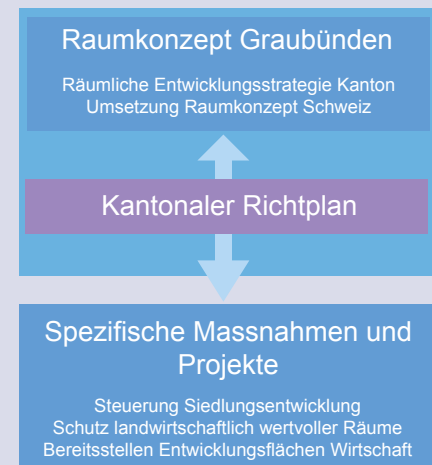 Raumkonzept Graubünden
Räumliche Entwicklungsstrategie Kanton
Umsetzung Raumkonzept Schweiz
Kantonaler Richtplan
Spezifische Massnahmen und
Projekte
Steuerung Siedlungsentwicklung
Schutz landwirtschaftlich wertvoller Räume
Bereitsstellen Entwicklungsflächen Wirtschaft